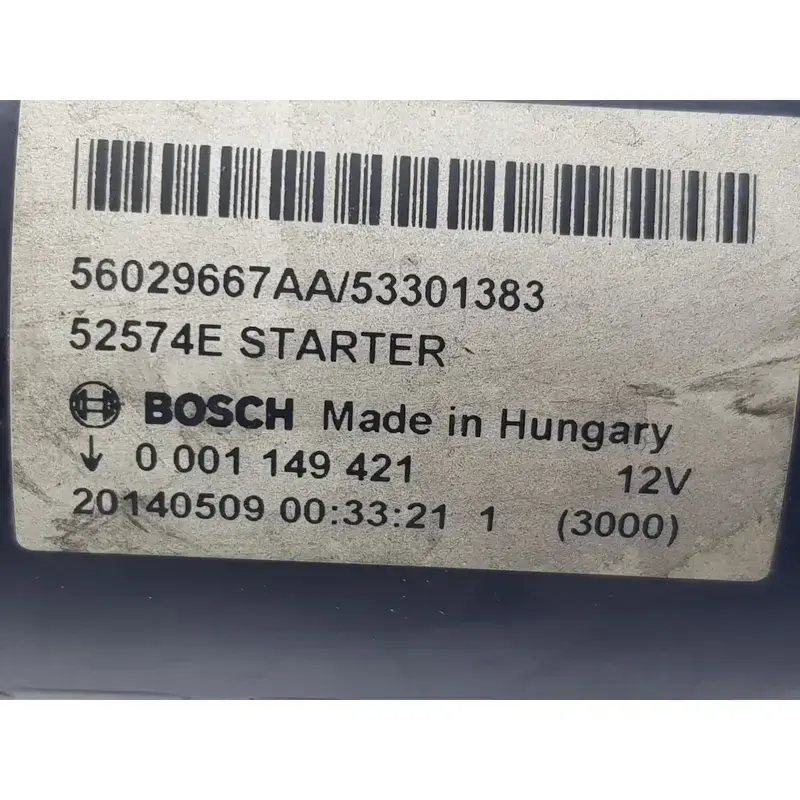 56029667AA/53301383
52574E STARTER
BOSCH Made in Hungary
↓ 0 001 149 421 12V
20140509 00:33:21 1 (3000)